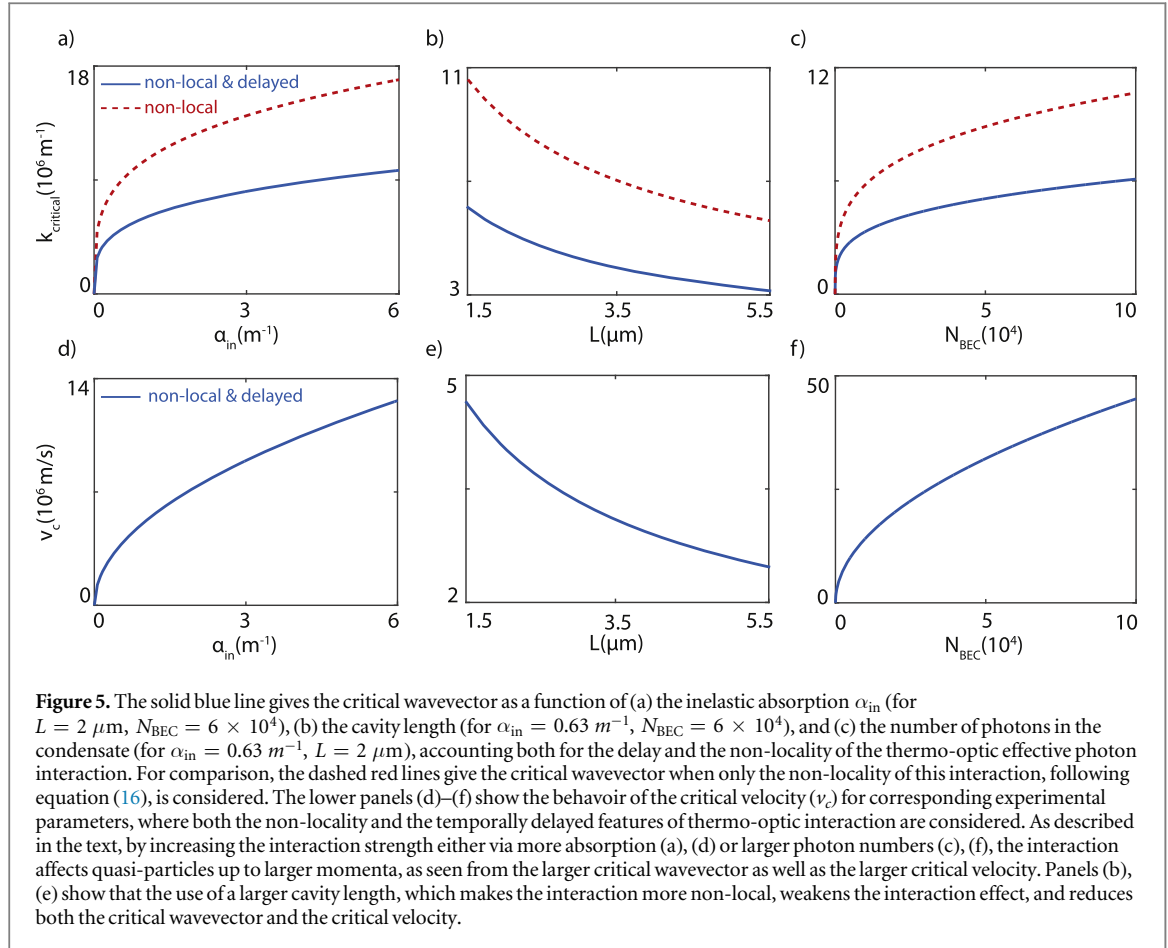 a)
b)
c)
18
non-local & delayed
non-local
k_critical(10^6 m^-1)
0
0
3
6
α_in(m^-1)
11
3
1.5
3.5
5.5
L(μm)
12
0
0
5
10
N_BEC(10^4)
d)
e)
f)
14
non-local & delayed
v_c(10^6 m/s)
0
0
3
6
α_in(m^-1)
5
2
1.5
3.5
5.5
L(μm)
50
0
0
5
10
N_BEC(10^4)
Figure 5. The solid blue line gives the critical wavevector as a function of (a) the inelastic absorption α_in (for
L = 2 μm, N_BEC = 6 × 10^4), (b) the cavity length (for α_in = 0.63 m^-1, N_BEC = 6 × 10^4), and (c) the number of photons in the
condensate (for α_in = 0.63 m^-1, L = 2 μm), accounting both for the delay and the non-locality of the thermo-optic effective photon
interaction. For comparison, the dashed red lines give the critical wavevector when only the non-locality of this interaction, following
equation (16), is considered. The lower panels (d)–(f) show the behavoir of the critical velocity (v_c) for corresponding experimental
parameters, where both the non-locality and the temporally delayed features of thermo-optic interaction are considered. As described
in the text, by increasing the interaction strength either via more absorption (a), (d) or larger photon numbers (c), (f), the interaction
affects quasi-particles up to larger momenta, as seen from the larger critical wavevector as well as the larger critical velocity. Panels (b),
(e) show that the use of a larger cavity length, which makes the interaction more non-local, weakens the interaction effect, and reduces
both the critical wavevector and the critical velocity.